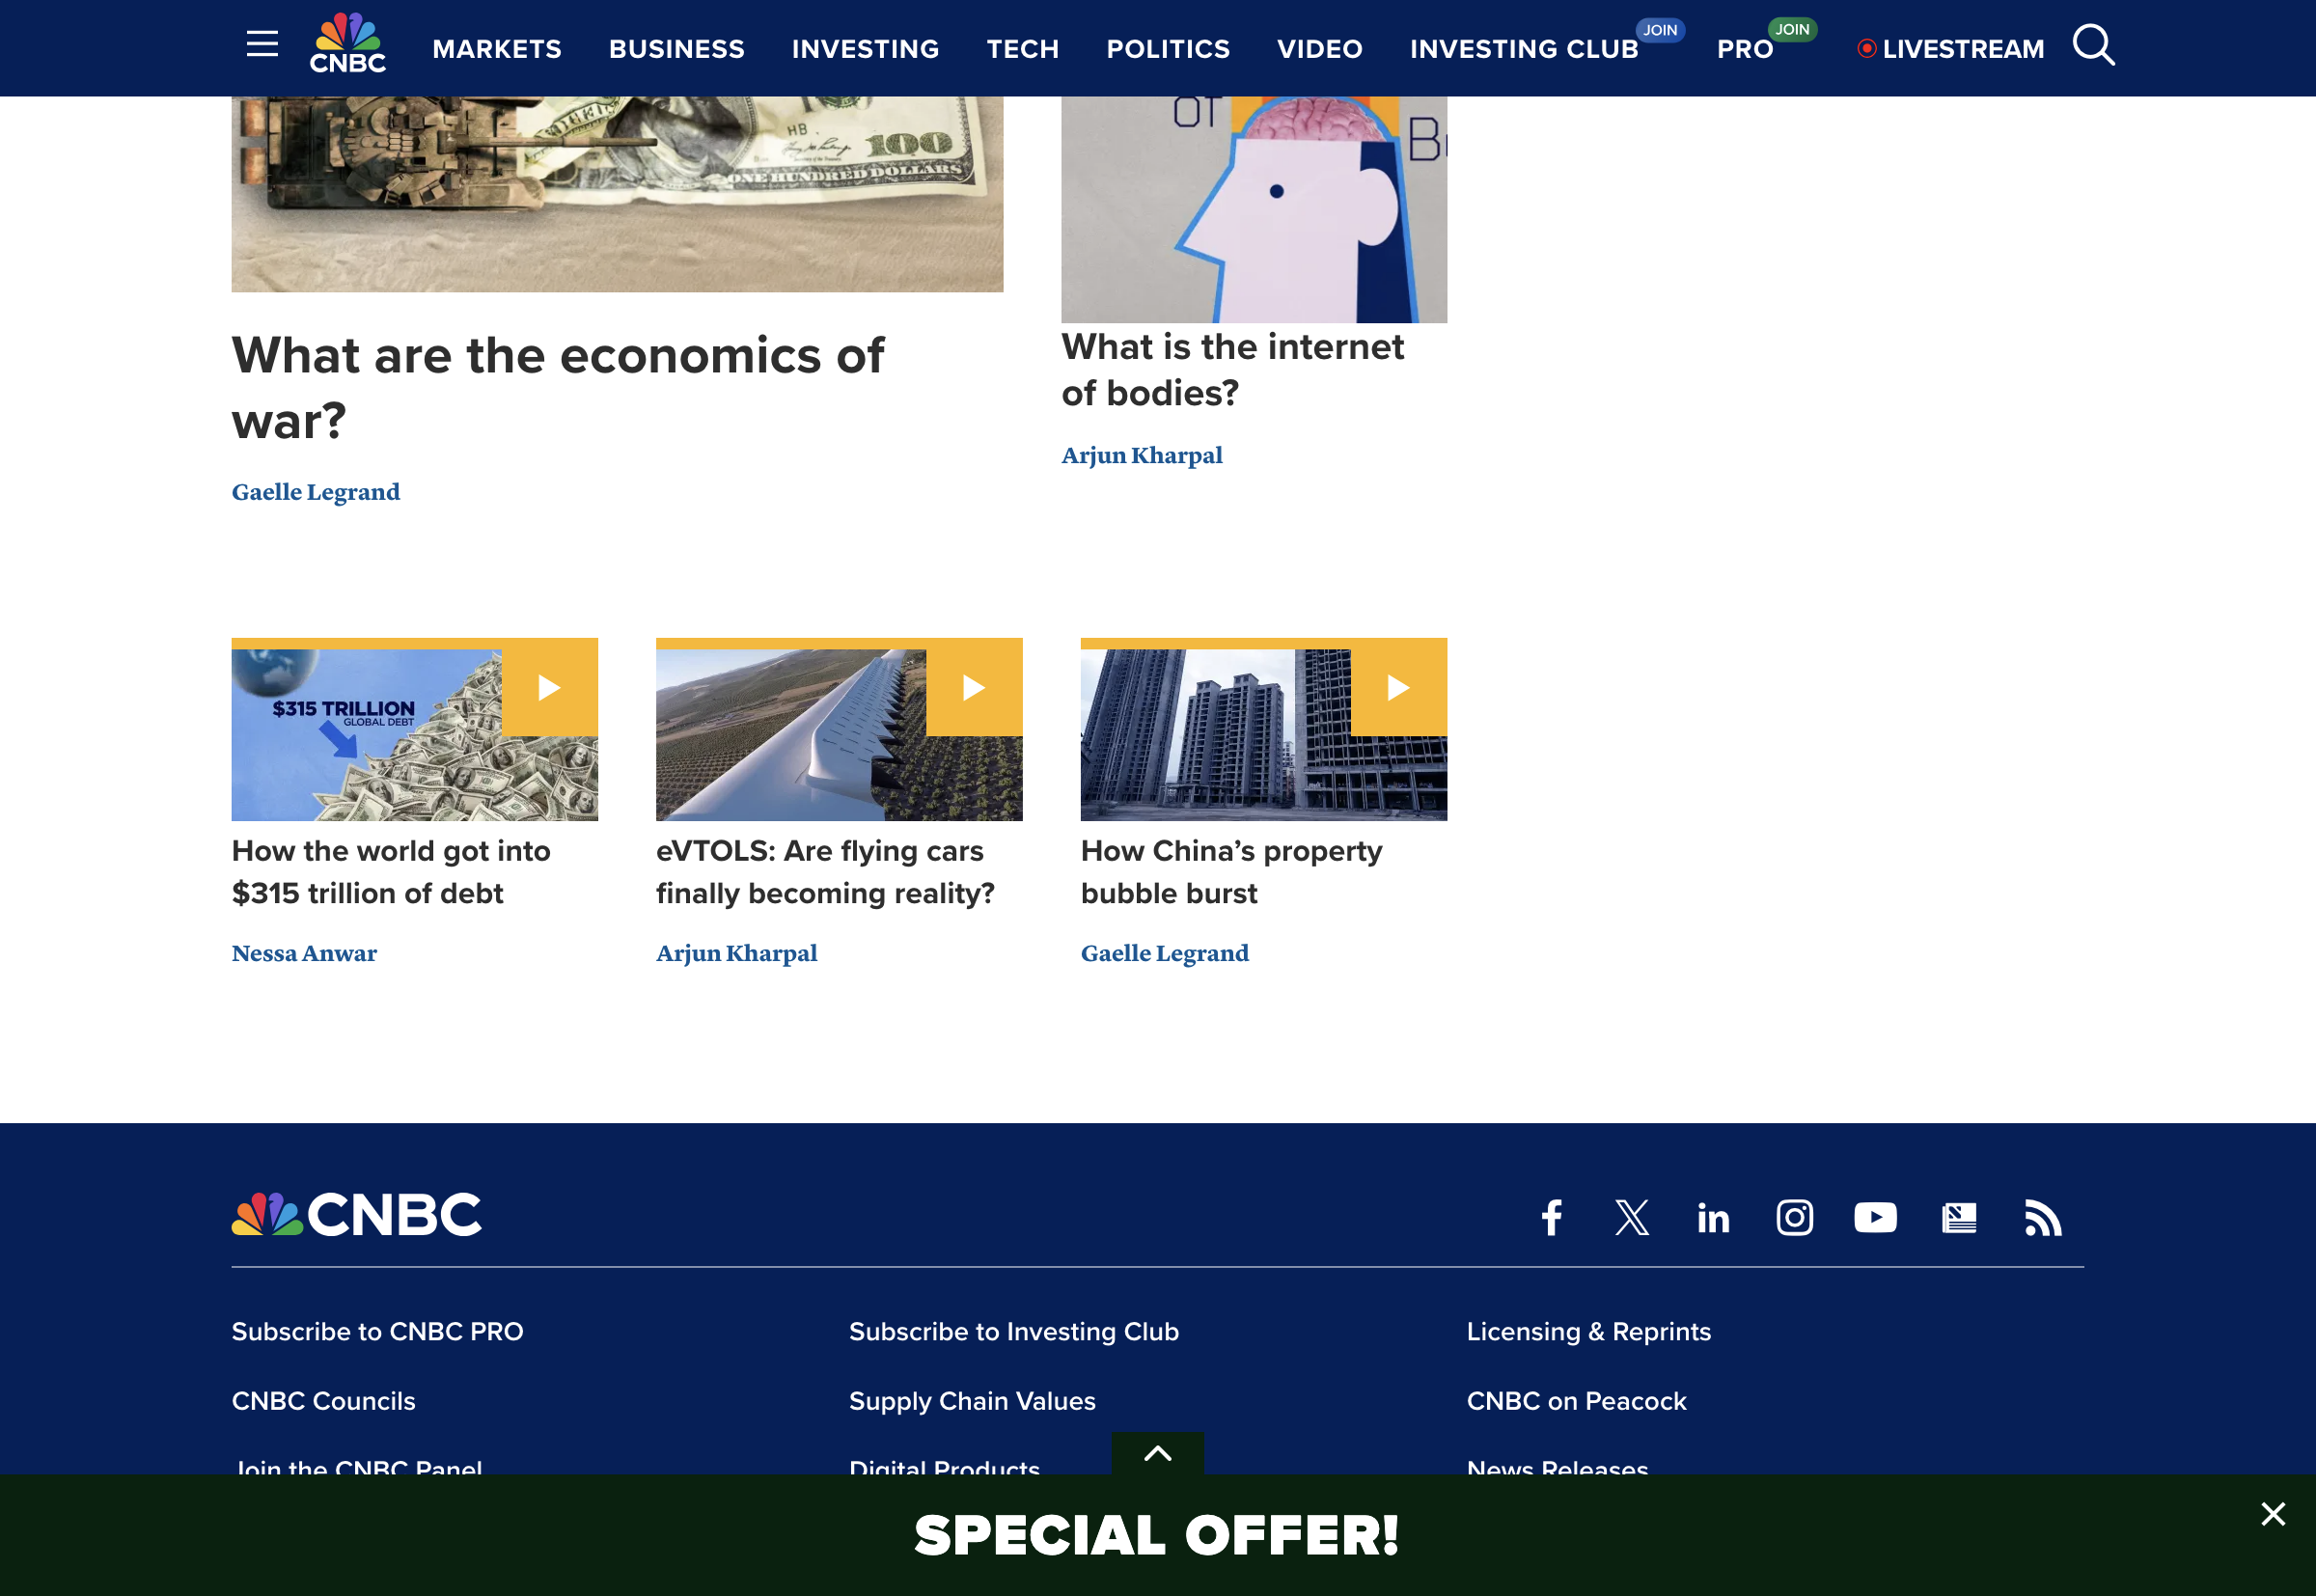 CNBC
MARKETS
BUSINESS
INVESTING
TECH
POLITICS
VIDEO
INVESTING CLUB
JOIN
PRO
JOIN
LIVESTREAM
HB
100
ONE HUNDRED DOLLARS
of
What are the economics of
war?
Gaelle Legrand
What is the internet
of bodies?
Arjun Kharpal
$315 TRILLION
GLOBAL DEBT
How the world got into
$315 trillion of debt
Nessa Anwar
eVTOLS: Are flying cars
finally becoming reality?
Arjun Kharpal
How China’s property
bubble burst
Gaelle Legrand
CNBC
Subscribe to CNBC PRO
Subscribe to Investing Club
Licensing & Reprints
CNBC Councils
Supply Chain Values
CNBC on Peacock
Join the CNBC Panel
Digital Products
News Releases
SPECIAL OFFER!